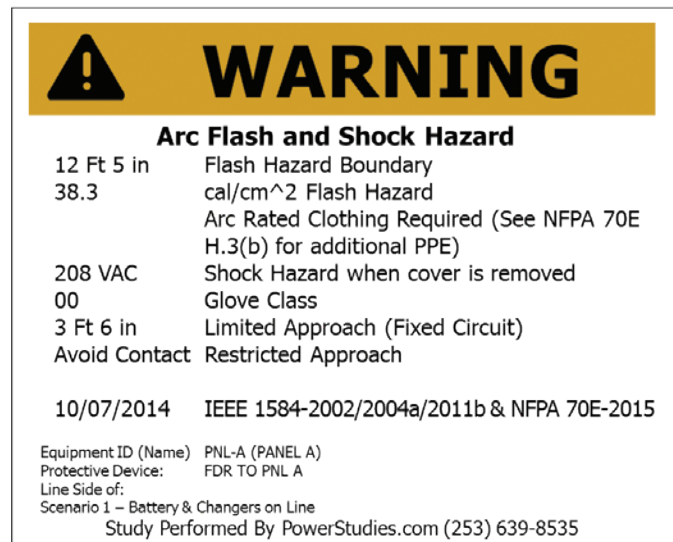 WARNING
Arc Flash and Shock Hazard
12 Ft 5 in Flash Hazard Boundary
38.3 cal/cm^2 Flash Hazard
Arc Rated Clothing Required (See NFPA 70E
H.3(b) for additional PPE)
208 VAC Shock Hazard when cover is removed
00 Glove Class
3 Ft 6 in Limited Approach (Fixed Circuit)
Avoid Contact Restricted Approach
10/07/2014 IEEE 1584-2002/2004a/2011b & NFPA 70E-2015
Equipment ID (Name) PNL-A (PANEL A)
Protective Device: FDR TO PNL A
Line Side of:
Scenario 1 – Battery & Changers on Line
Study Performed By PowerStudies.com (253) 639-8535